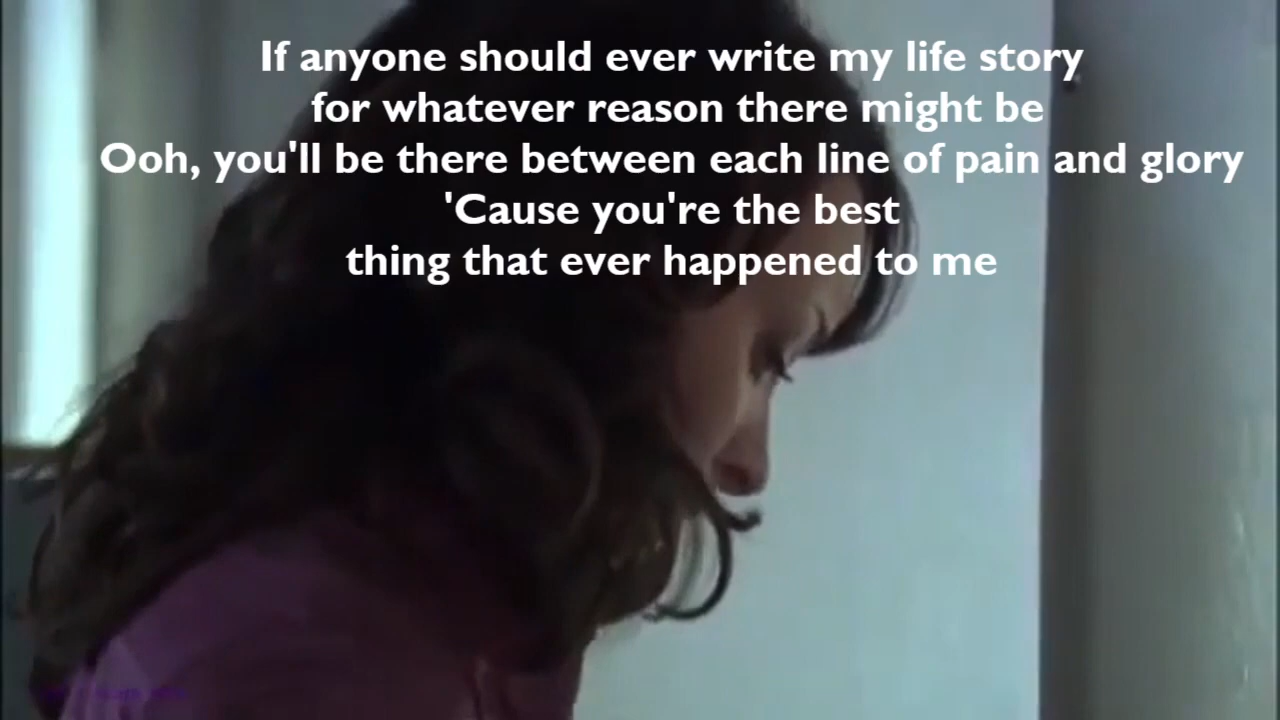 If anyone should ever write my life story
for whatever reason there might be
Ooh, you'll be there between each line of pain and glory
'Cause you're the best
thing that ever happened to me